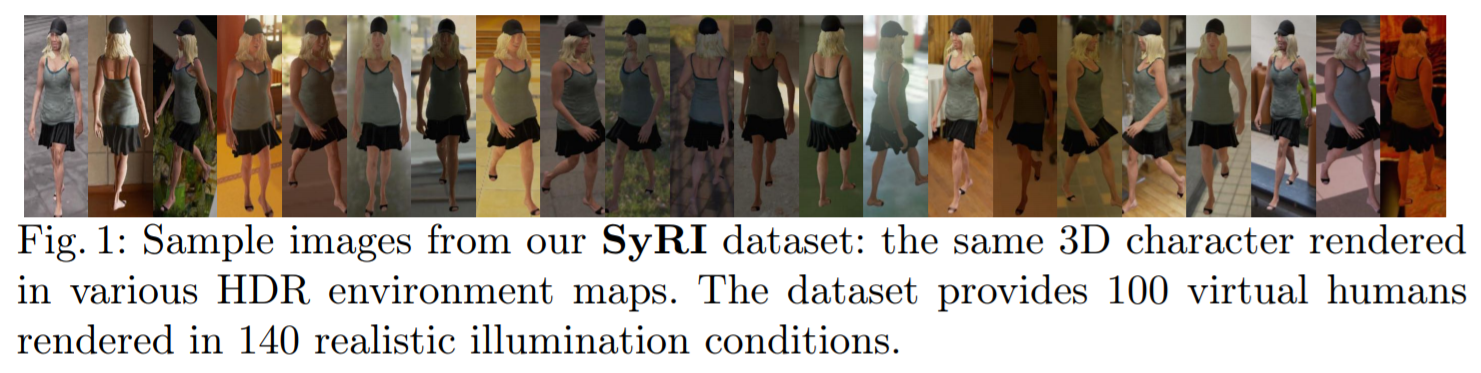 Fig. 1: Sample images from our SyRI dataset: the same 3D character rendered
in various HDR environment maps. The dataset provides 100 virtual humans
rendered in 140 realistic illumination conditions.